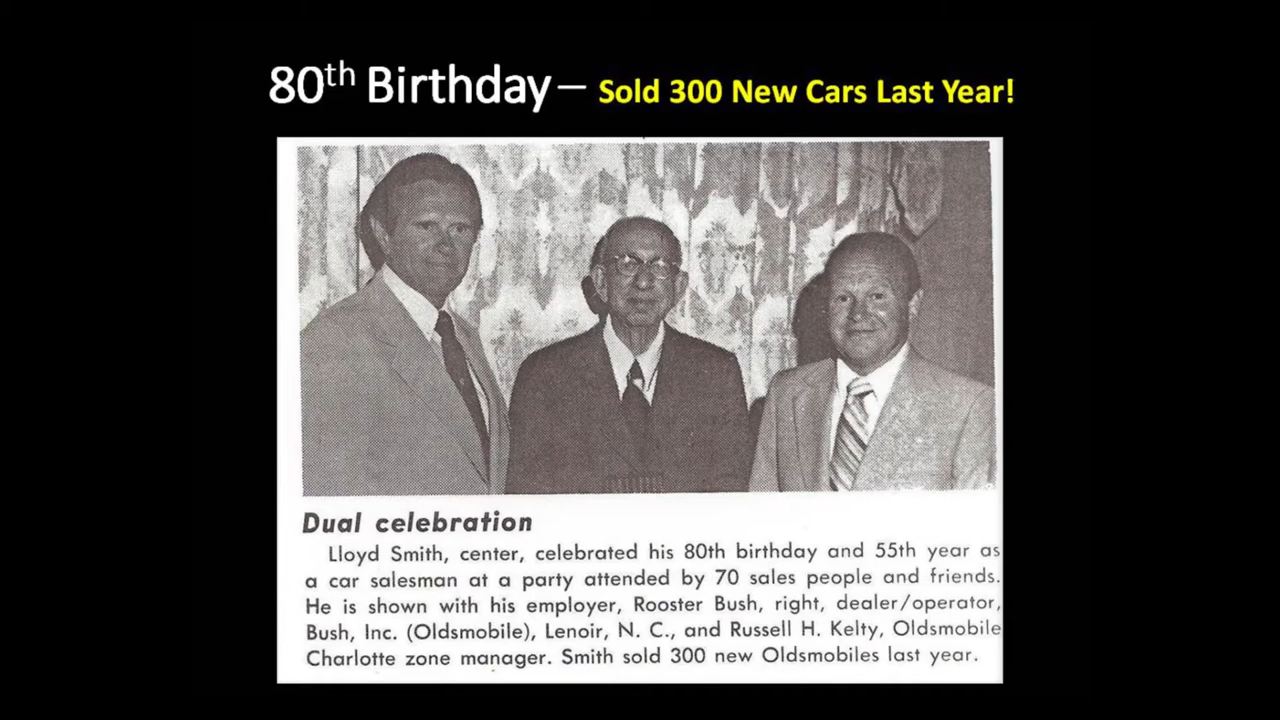 80th Birthday – Sold 300 New Cars Last Year!
Dual celebration
Lloyd Smith, center, celebrated his 80th birthday and 55th year as
a car salesman at a party attended by 70 sales people and friends.
He is shown with his employer, Rooster Bush, right, dealer/operator,
Bush, Inc. (Oldsmobile), Lenoir, N. C., and Russell H. Kelty, Oldsmobile
Charlotte zone manager. Smith sold 300 new Oldsmobiles last year.